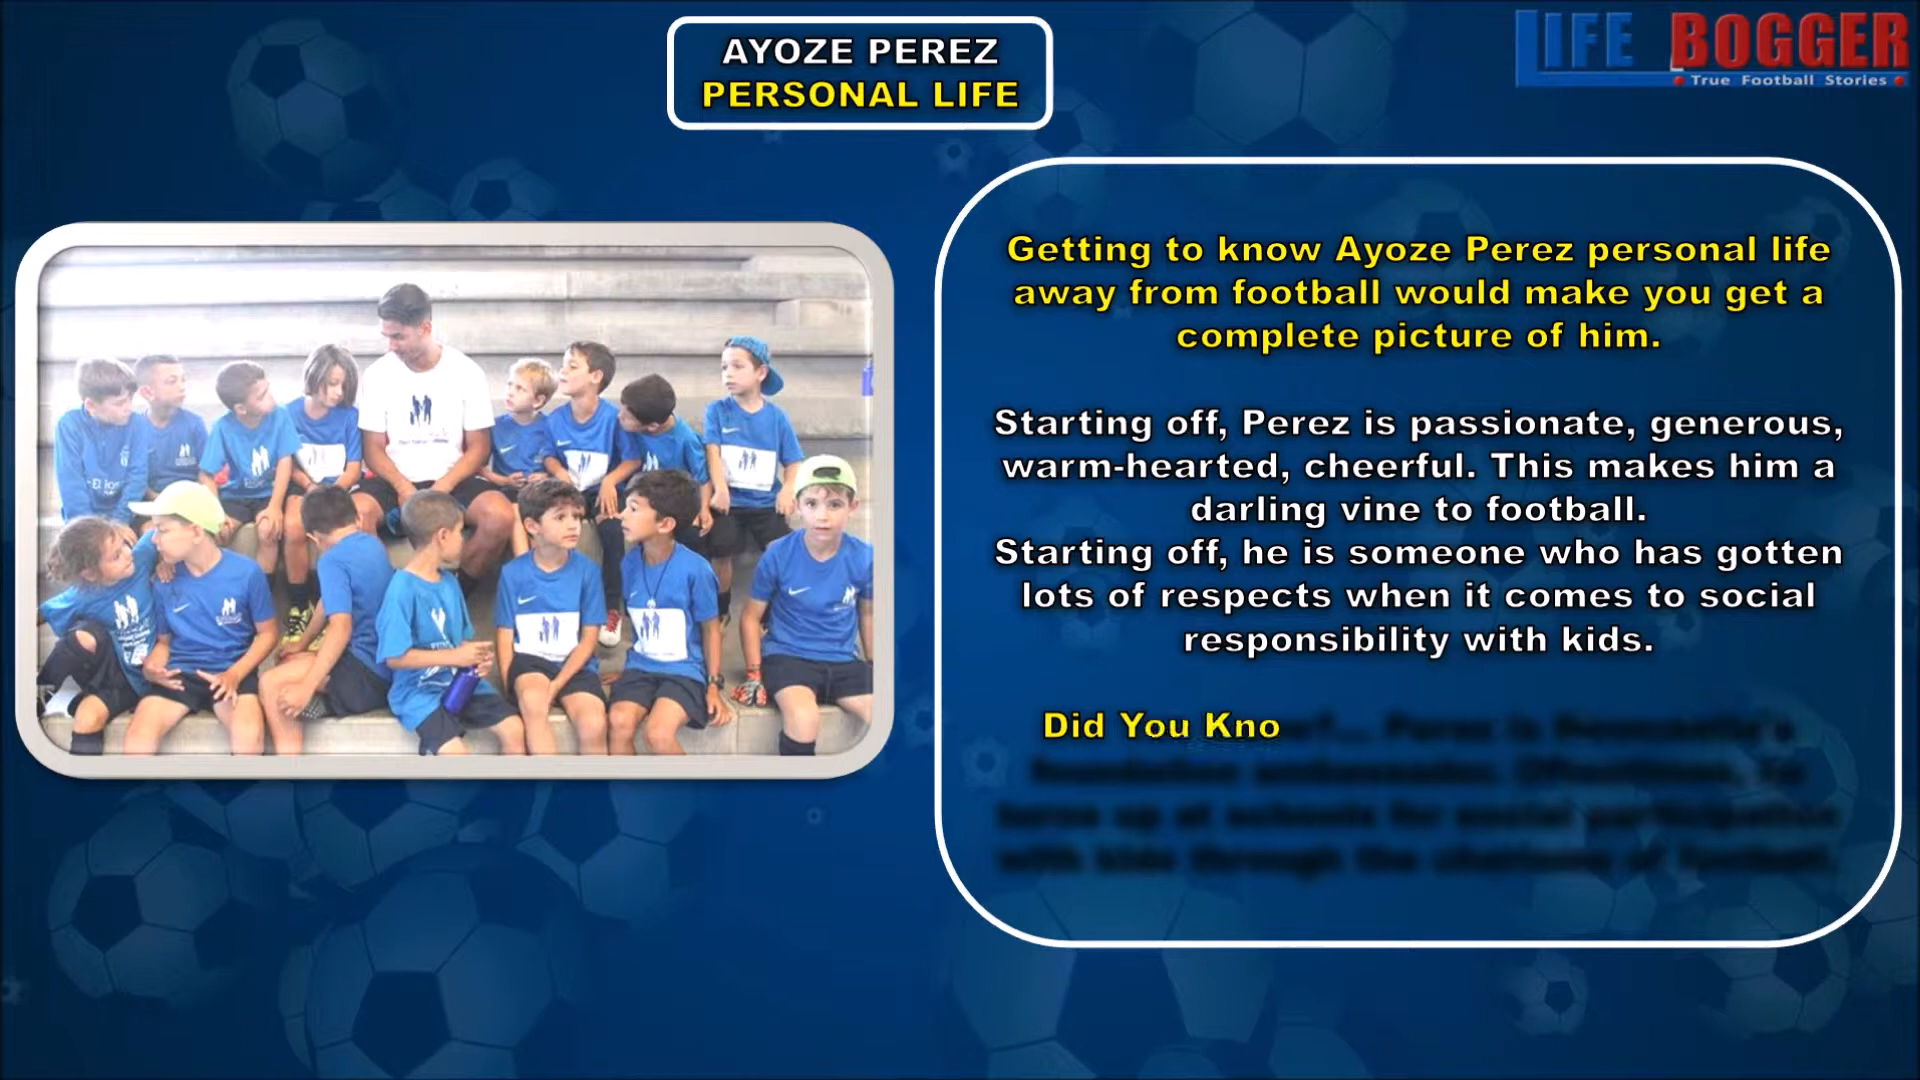 AYOZE PEREZ
PERSONAL LIFE
LIFE BOGGER
True Football Stories
Getting to know Ayoze Perez personal life
away from football would make you get a
complete picture of him.
Starting off, Perez is passionate, generous,
warm-hearted, cheerful. This makes him a
darling vine to football.
Starting off, he is someone who has gotten
lots of respects when it comes to social
responsibility with kids.
Did You Kno